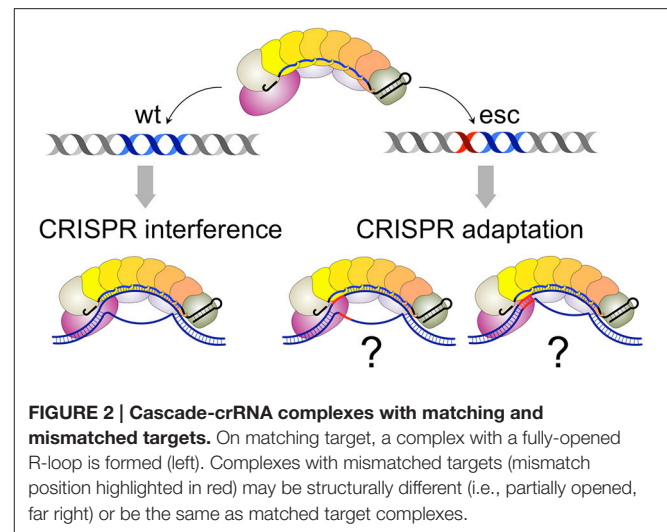 wt
esc
CRISPR interference
CRISPR adaptation
?
?
FIGURE 2 | Cascade-crRNA complexes with matching and
mismatched targets. On matching target, a complex with a fully-opened
R-loop is formed (left). Complexes with mismatched targets (mismatch
position highlighted in red) may be structurally different (i.e., partially opened,
far right) or be the same as matched target complexes.